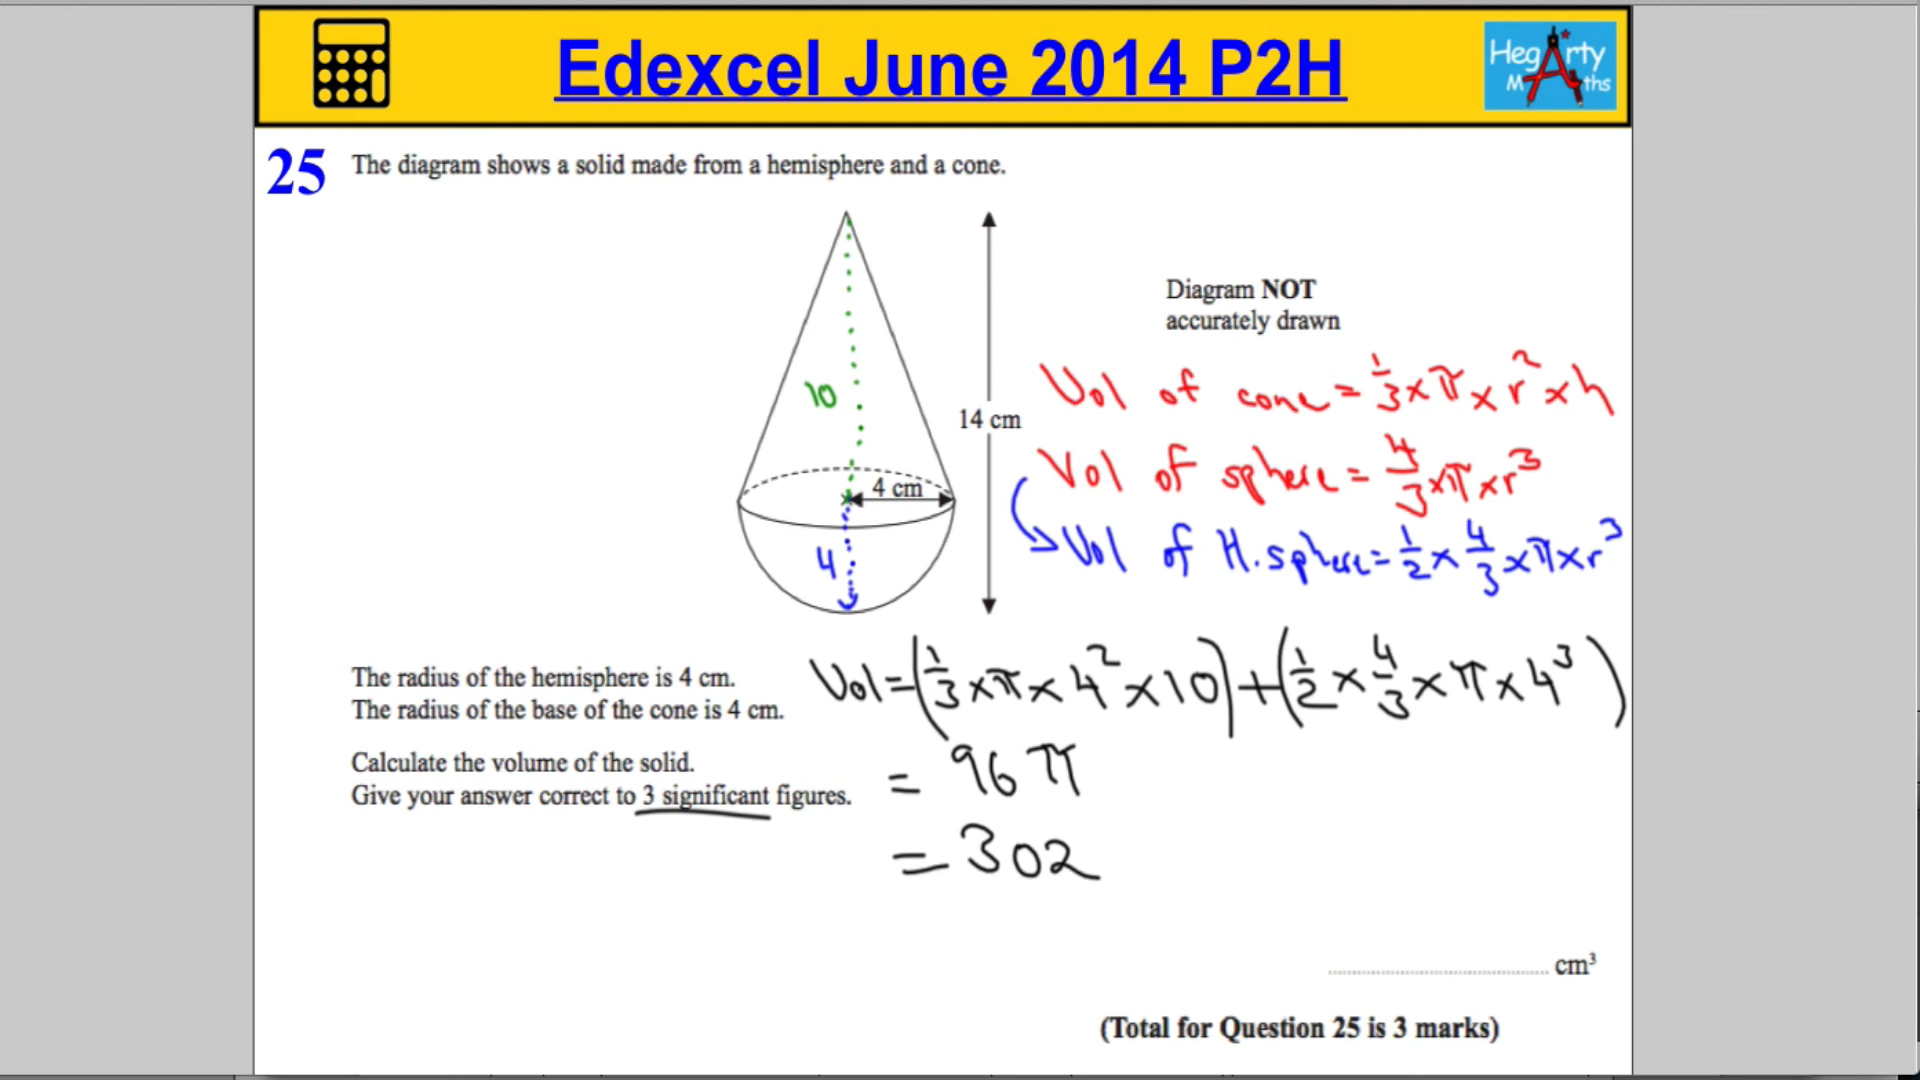 Edexcel June 2014 P2H
Hegarty
Maths
25 The diagram shows a solid made from a hemisphere and a cone.
Diagram NOT
accurately drawn
10
14 cm
4 cm
4
Vol of cone = 1/3 × π × r² × h
Vol of sphere = 4/3 × π × r³
Vol of H.sphere = 1/2 × 4/3 × π × r³
The radius of the hemisphere is 4 cm.
The radius of the base of the cone is 4 cm.
Vol = (1/3 × π × 4² × 10) + (1/2 × 4/3 × π × 4³)
Calculate the volume of the solid.
= 96 π
Give your answer correct to 3 significant figures.
= 302
cm³
(Total for Question 25 is 3 marks)